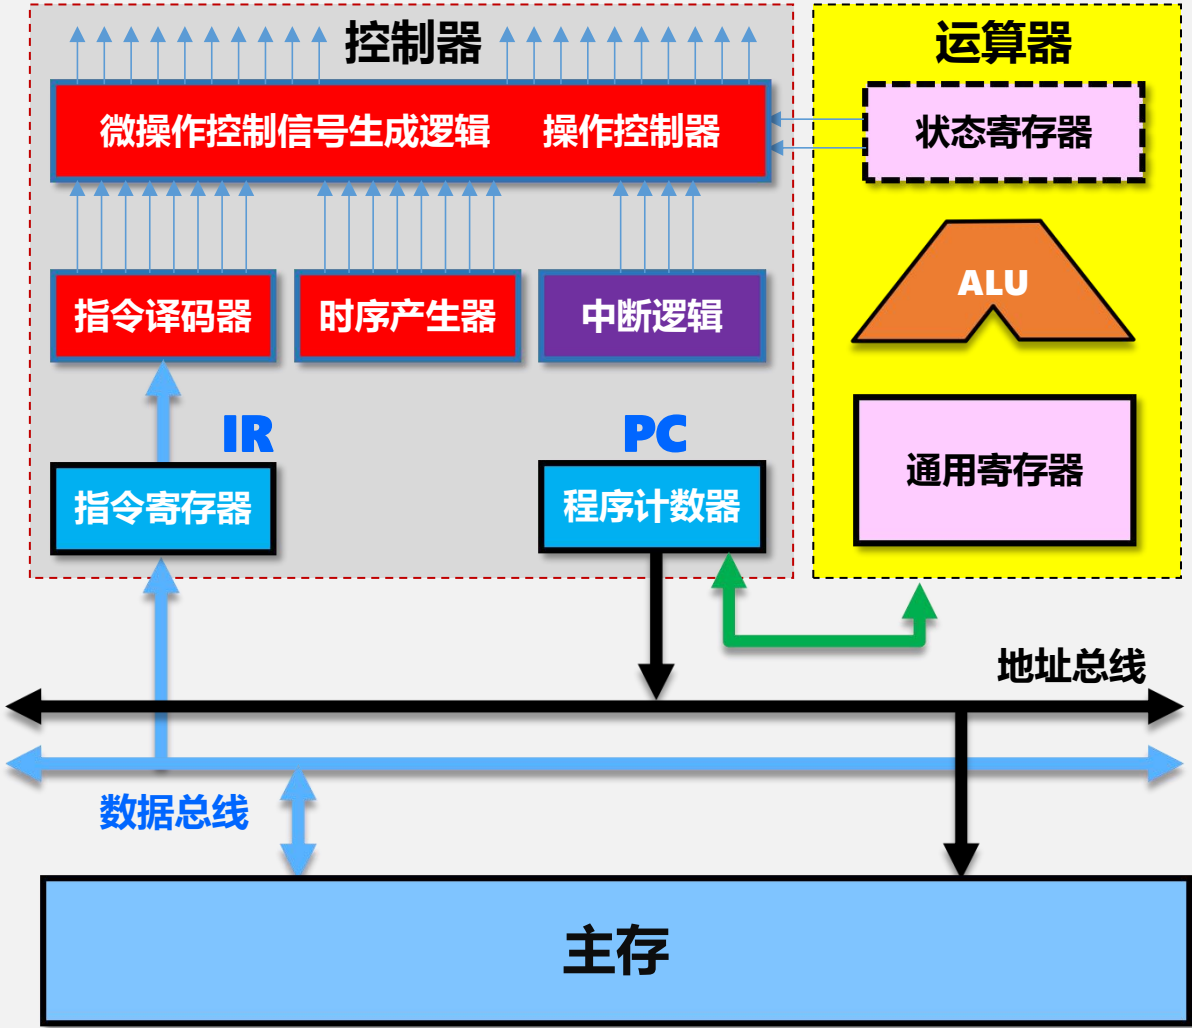 控制器
运算器
微操作控制信号生成逻辑 操作控制器
状态寄存器
指令译码器
时序产生器
中断逻辑
ALU
IR
PC
指令寄存器
程序计数器
通用寄存器
地址总线
数据总线
主存